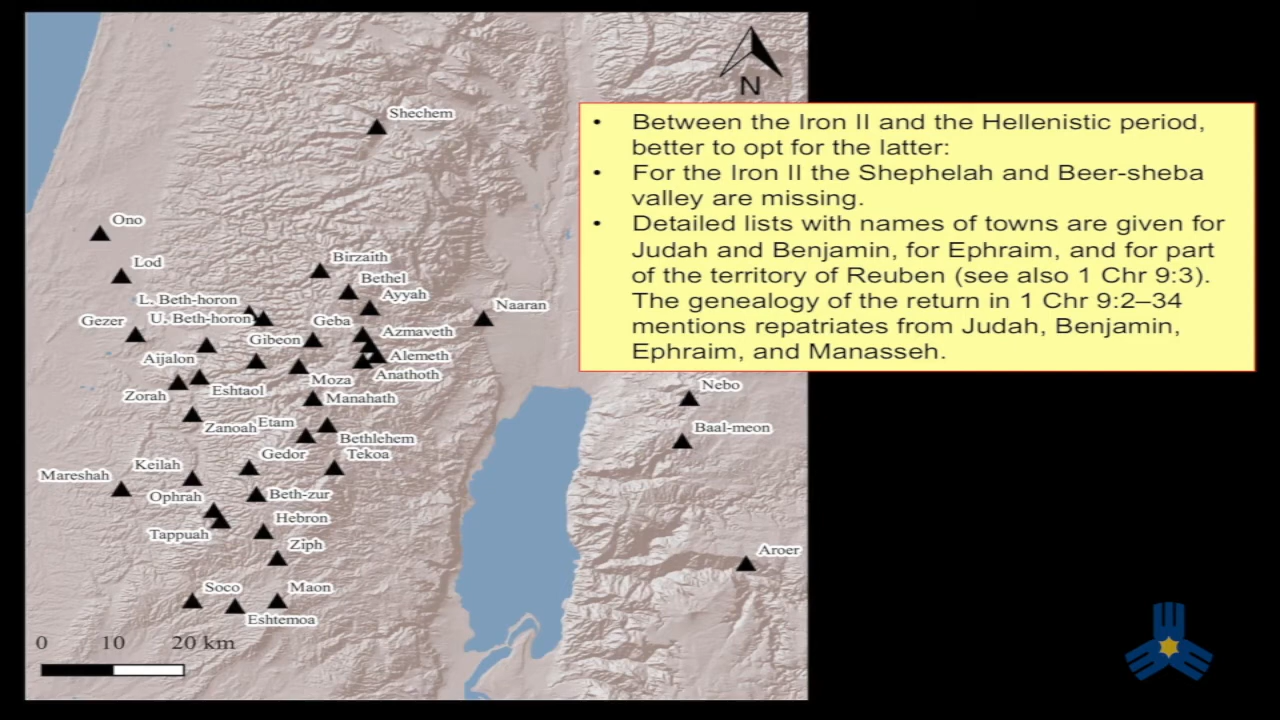 N
Shechem
Ono
Lod
Birzaith
Bethel
L. Beth-horon
Ayyah
Naaran
Gezer
U. Beth-horon
Geba
Azmaveth
Gibeon
Aijalon
Alemeth
Anathoth
Moza
Zorah
Eshtaol
Manahath
Zanoah
Etam
Bethlehem
Gedor
Tekoa
Mareshah
Keilah
Ophrah
Beth-zur
Hebron
Tappuah
Ziph
Soco
Maon
Eshtemoa
Nebo
Baal-meon
Aroer
0 10 20 km
• Between the Iron II and the Hellenistic period,
better to opt for the latter:
• For the Iron II the Shephelah and Beer-sheba
valley are missing.
• Detailed lists with names of towns are given for
Judah and Benjamin, for Ephraim, and for part
of the territory of Reuben (see also 1 Chr 9:3).
The genealogy of the return in 1 Chr 9:2–34
mentions repatriates from Judah, Benjamin,
Ephraim, and Manasseh.